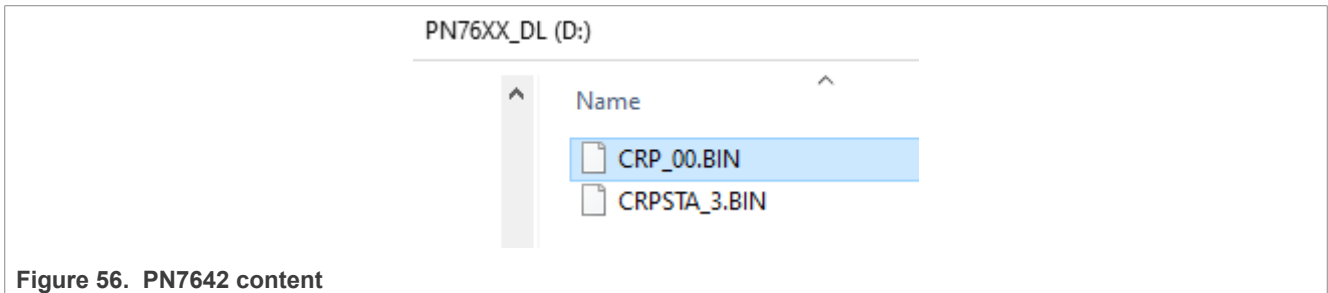 PN76XX_DL (D:)
Name
CRP_00.BIN
CRPSTA_3.BIN
Figure 56. PN7642 content